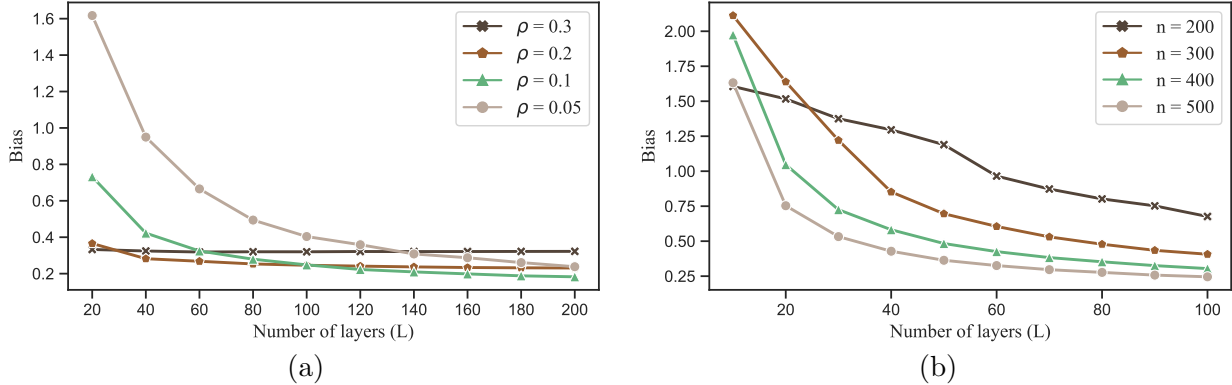 1.6
1.4
1.2
1.0
0.8
0.6
0.4
0.2
Bias
ρ = 0.3
ρ = 0.2
ρ = 0.1
ρ = 0.05
20 40 60 80 100 120 140 160 180 200
Number of layers (L)
(a)
2.00
1.75
1.50
1.25
1.00
0.75
0.50
0.25
Bias
n = 200
n = 300
n = 400
n = 500
20 40 60 80 100
Number of layers (L)
(b)